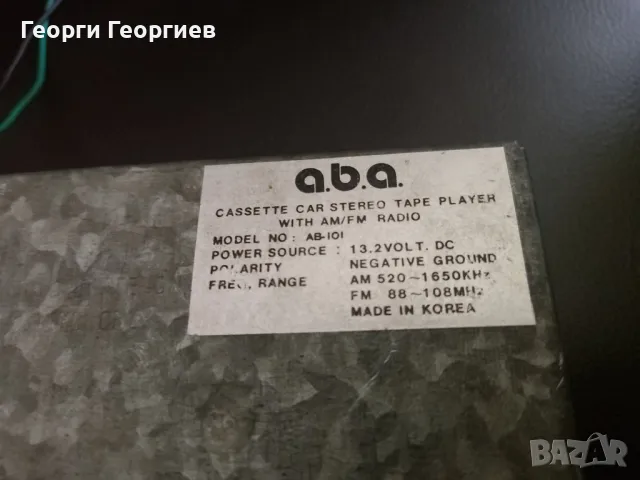 Георги Георгиев
a.b.a.
CASSETTE CAR STEREO TAPE PLAYER
WITH AM/FM RADIO
MODEL NO: AB-101
POWER SOURCE : 13.2VOLT. DC
POLARITY NEGATIVE GROUND
FREQ. RANGE AM 520~1650KHz
FM 88~108MHz
MADE IN KOREA
BAZAR